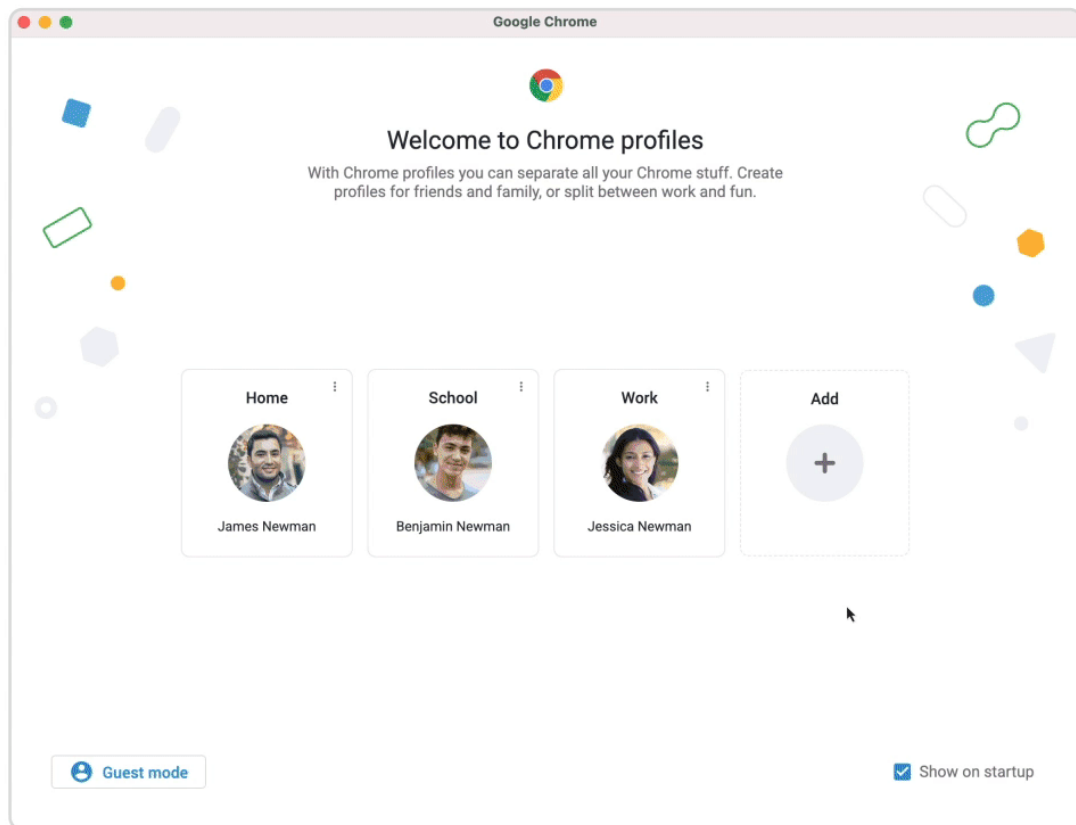 Google Chrome
Welcome to Chrome profiles
With Chrome profiles you can separate all your Chrome stuff. Create
profiles for friends and family, or split between work and fun.
Home
School
Work
Add
James Newman
Benjamin Newman
Jessica Newman
Guest mode
Show on startup